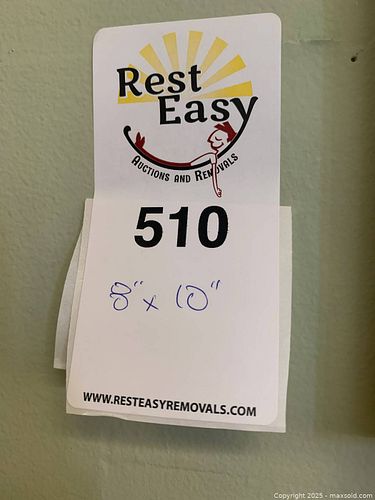 Rest
Easy
Auctions and Removals
510
8" x 10"
WWW.RESTEASYREMOVALS.COM
Copyright 2025 - maxsold.com